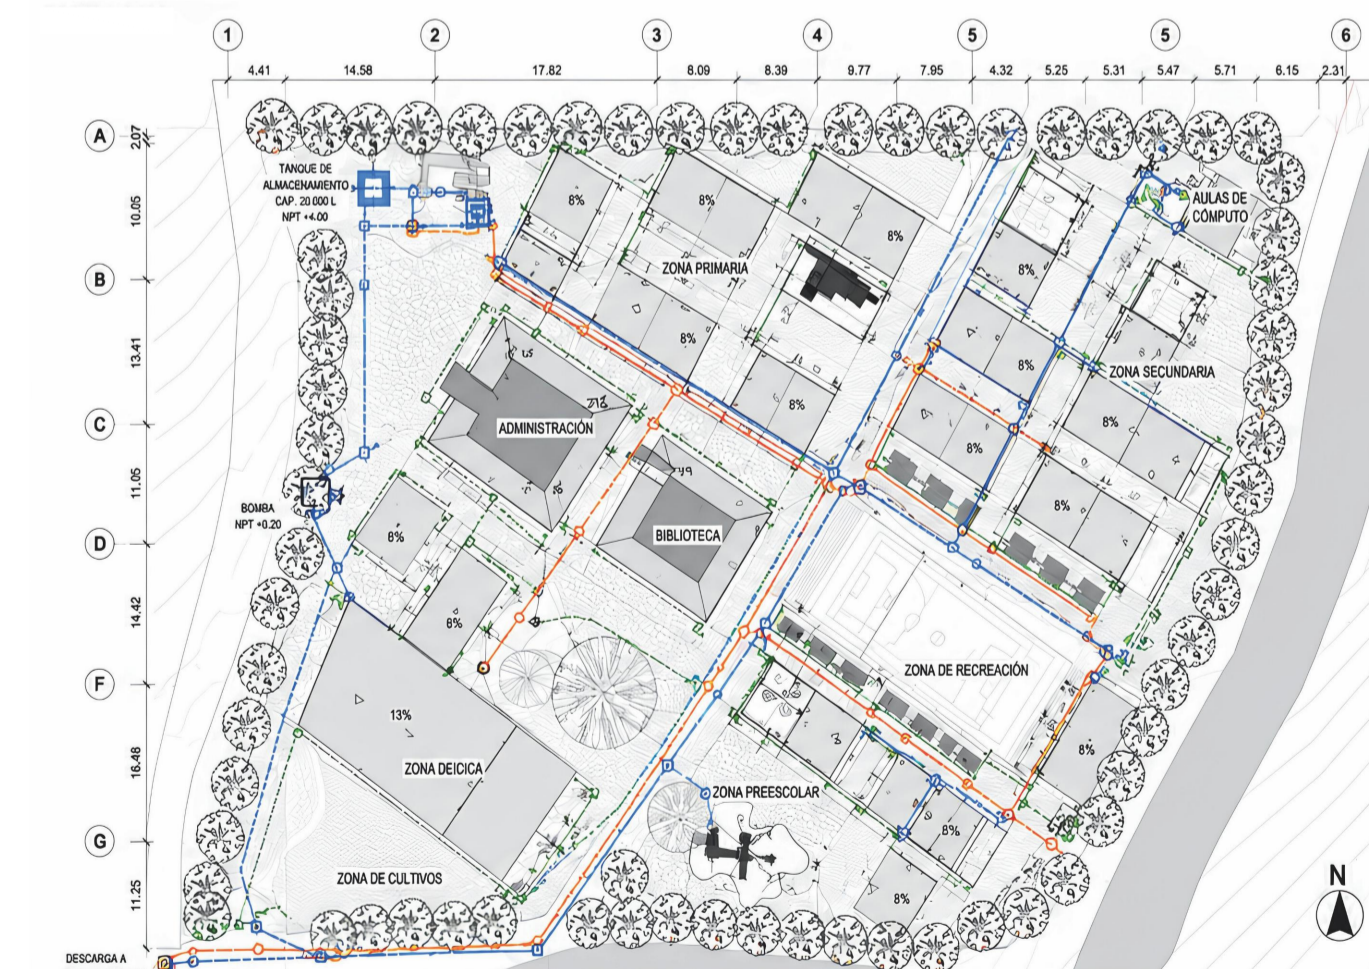 1 2 3 4 5 5 6
4.41 14.58 17.82 8.09 8.39 9.77 7.95 4.32 5.25 5.31 5.47 5.71 6.15 2.31
A
2.07
TANQUE DE
ALMACENAMIENTO
CAP. 20 000 L
NPT +4.00
8%
8%
8%
AULAS DE
CÓMPUTO
10.05
B
ZONA PRIMARIA
8%
8%
13.41
8%
ZONA SECUNDARIA
8%
C
ADMINISTRACIÓN
8%
8%
11.05
BOMBA
NPT +0.20
8%
BIBLIOTECA
8%
D
14.42
8%
F
ZONA DE RECREACIÓN
13%
8%
16.48
ZONA DEICICA
ZONA PREESCOLAR
8%
G
ZONA DE CULTIVOS
8%
11.25
N
DESCARGA A